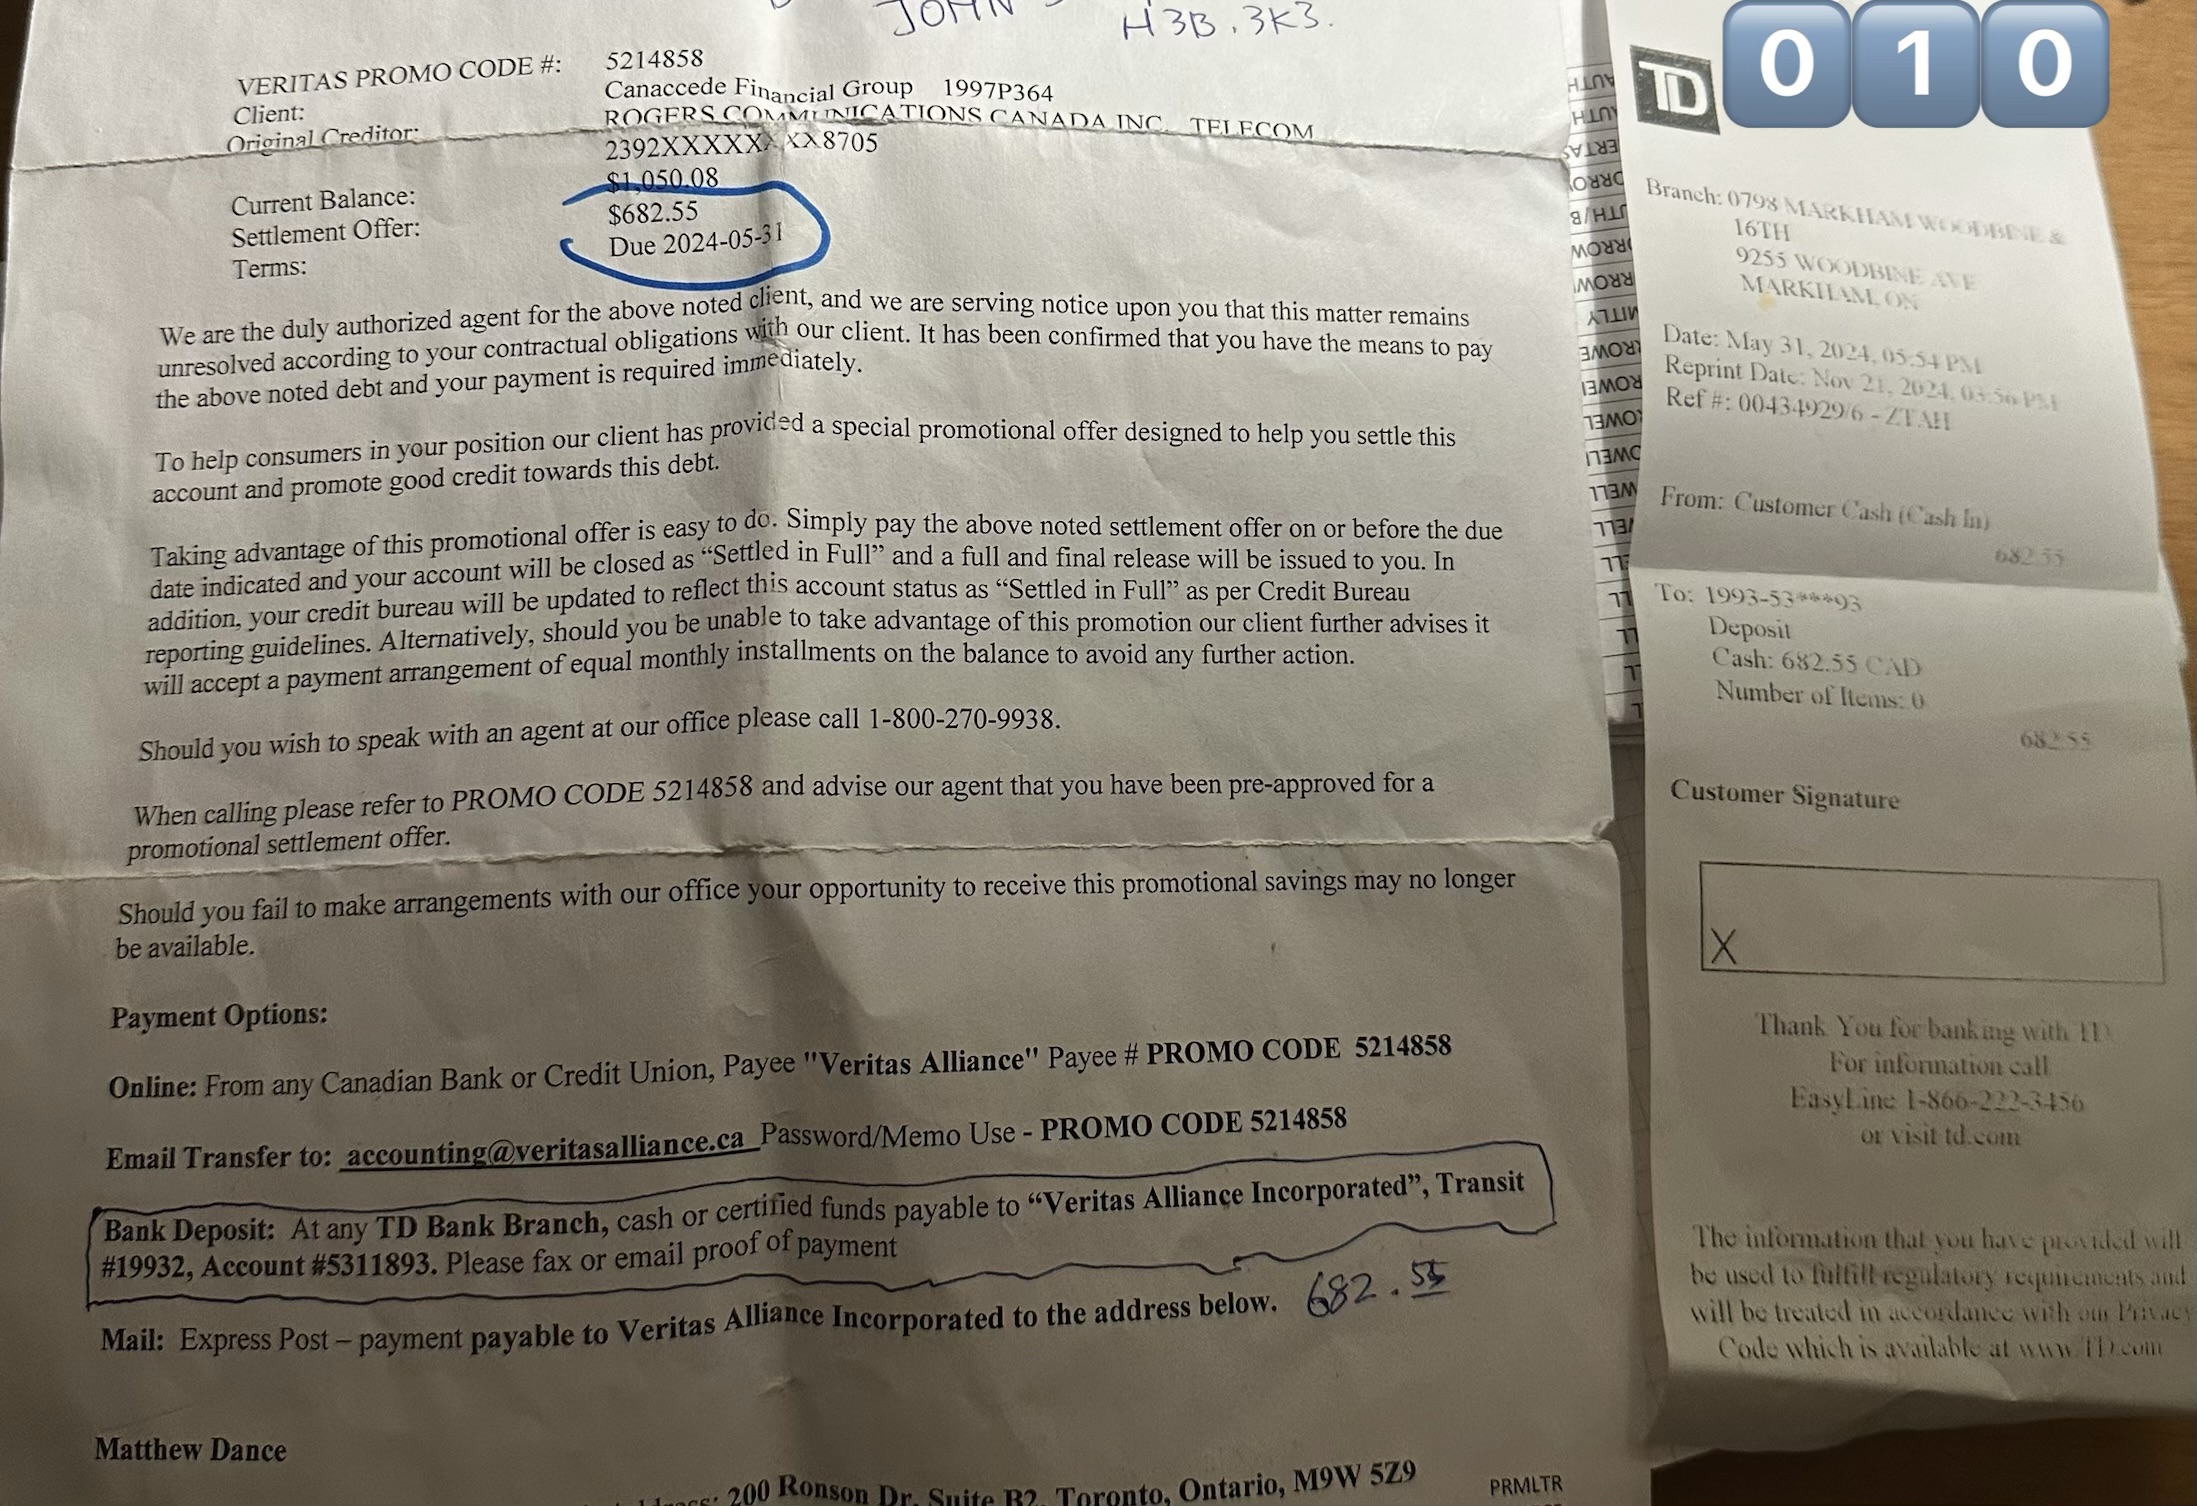 JOHN
H3B.3K3.
VERITAS PROMO CODE #: 5214858
Client: Canaccede Financial Group 1997P364
Original Creditor: ROGERS COMMUNICATIONS CANADA INC. TELECOM
2392XXXXXXXXX8705
Current Balance: $1,050.08
Settlement Offer: $682.55
Terms: Due 2024-05-31
We are the duly authorized agent for the above noted client, and we are serving notice upon you that this matter remains
unresolved according to your contractual obligations with our client. It has been confirmed that you have the means to pay
the above noted debt and your payment is required immediately.
To help consumers in your position our client has provided a special promotional offer designed to help you settle this
account and promote good credit towards this debt.
Taking advantage of this promotional offer is easy to do. Simply pay the above noted settlement offer on or before the due
date indicated and your account will be closed as “Settled in Full” and a full and final release will be issued to you. In
addition, your credit bureau will be updated to reflect this account status as “Settled in Full” as per Credit Bureau
reporting guidelines. Alternatively, should you be unable to take advantage of this promotion our client further advises it
will accept a payment arrangement of equal monthly installments on the balance to avoid any further action.
Should you wish to speak with an agent at our office please call 1-800-270-9938.
When calling please refer to PROMO CODE 5214858 and advise our agent that you have been pre-approved for a
promotional settlement offer.
Should you fail to make arrangements with our office your opportunity to receive this promotional savings may no longer
be available.
Payment Options:
Online: From any Canadian Bank or Credit Union, Payee "Veritas Alliance" Payee # PROMO CODE 5214858
Email Transfer to: accounting@veritasalliance.ca Password/Memo Use - PROMO CODE 5214858
Bank Deposit: At any TD Bank Branch, cash or certified funds payable to “Veritas Alliance Incorporated”, Transit
#19932, Account #5311893. Please fax or email proof of payment
682.55
Mail: Express Post – payment payable to Veritas Alliance Incorporated to the address below.
Matthew Dance
200 Ronson Dr. Suite B2, Toronto, Ontario, M9W 5Z9
PRMLTR
TD
0 1 0
Branch: 0798 MARKHAM WOODBINE &
16TH
9255 WOODBINE AVE
MARKHAM, ON
Date: May 31, 2024, 05:54 PM
Reprint Date: Nov 21, 2024, 03:56 PM
Ref #: 004349296 - ZTAH
From: Customer Cash (Cash In)
682.55
To: 1993-53***93
Deposit
Cash: 682.55 CAD
Number of Items: 0
682.55
Customer Signature
X
Thank You for banking with TD
For information call
EasyLine 1-866-222-3456
or visit td.com
The information that you have provided will
be used to fulfill regulatory requirements and
will be treated in accordance with our Privacy
Code which is available at www.TD.com